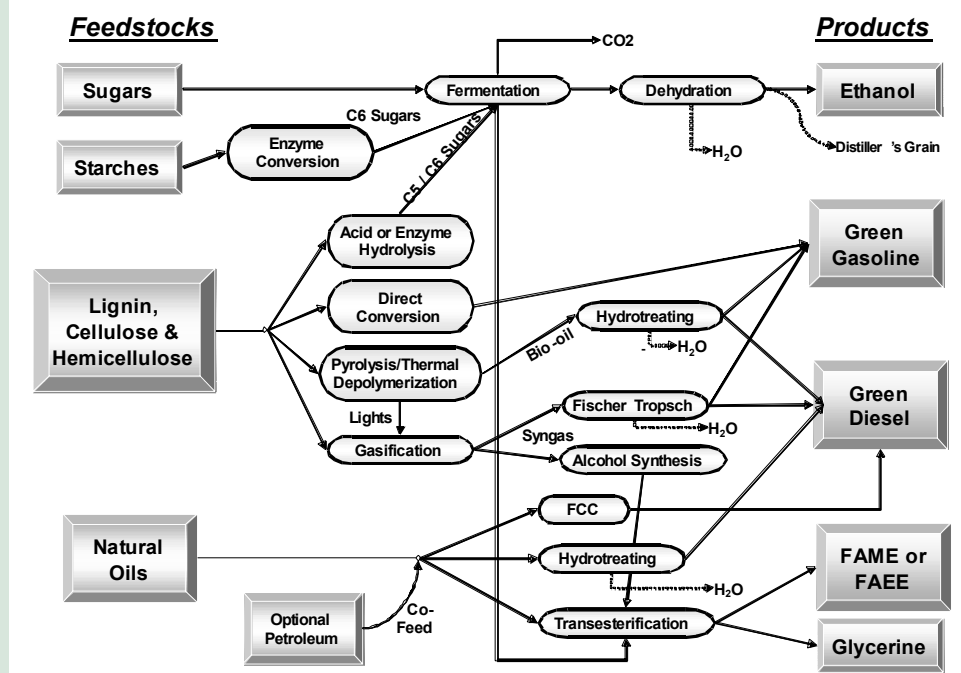 Feedstocks
Products
CO2
Sugars
Fermentation
Dehydration
Ethanol
C6 Sugars
Enzyme
Conversion
H2O
Distiller 's Grain
Starches
C5 / C6 Sugars
Acid or Enzyme
Hydrolysis
Green
Gasoline
Lignin,
Cellulose &
Hemicellulose
Direct
Conversion
Hydrotreating
Bio -oil
- H2O
Pyrolysis/Thermal
Depolymerization
Lights
Fischer Tropsch
Green
Diesel
H2O
Syngas
Gasification
Alcohol Synthesis
FCC
Natural
Oils
Hydrotreating
FAME or
FAEE
H2O
Optional
Petroleum
Co-
Feed
Transesterification
Glycerine